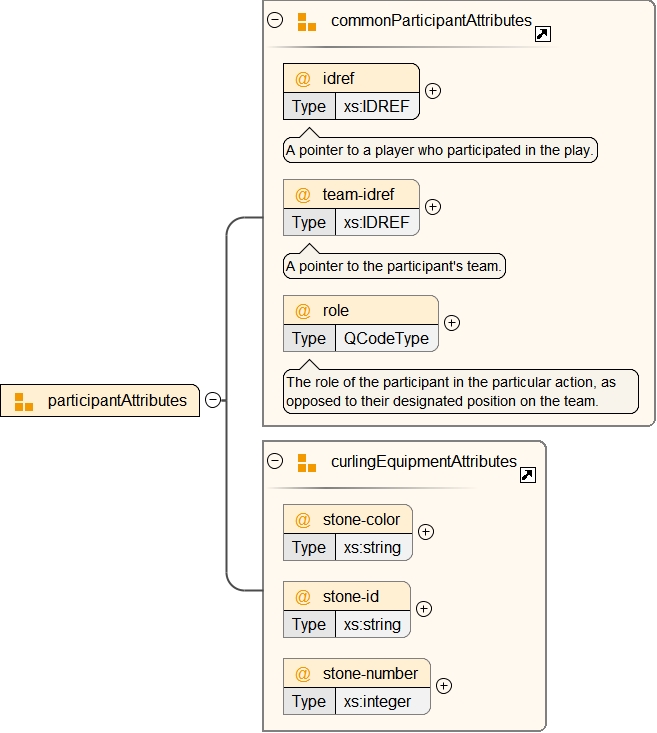 commonParticipantAttributes
@ idref
Type xs:IDREF
A pointer to a player who participated in the play.
@ team-idref
Type xs:IDREF
A pointer to the participant's team.
@ role
Type QCodeType
The role of the participant in the particular action, as
opposed to their designated position on the team.
participantAttributes
curlingEquipmentAttributes
@ stone-color
Type xs:string
@ stone-id
Type xs:string
@ stone-number
Type xs:integer